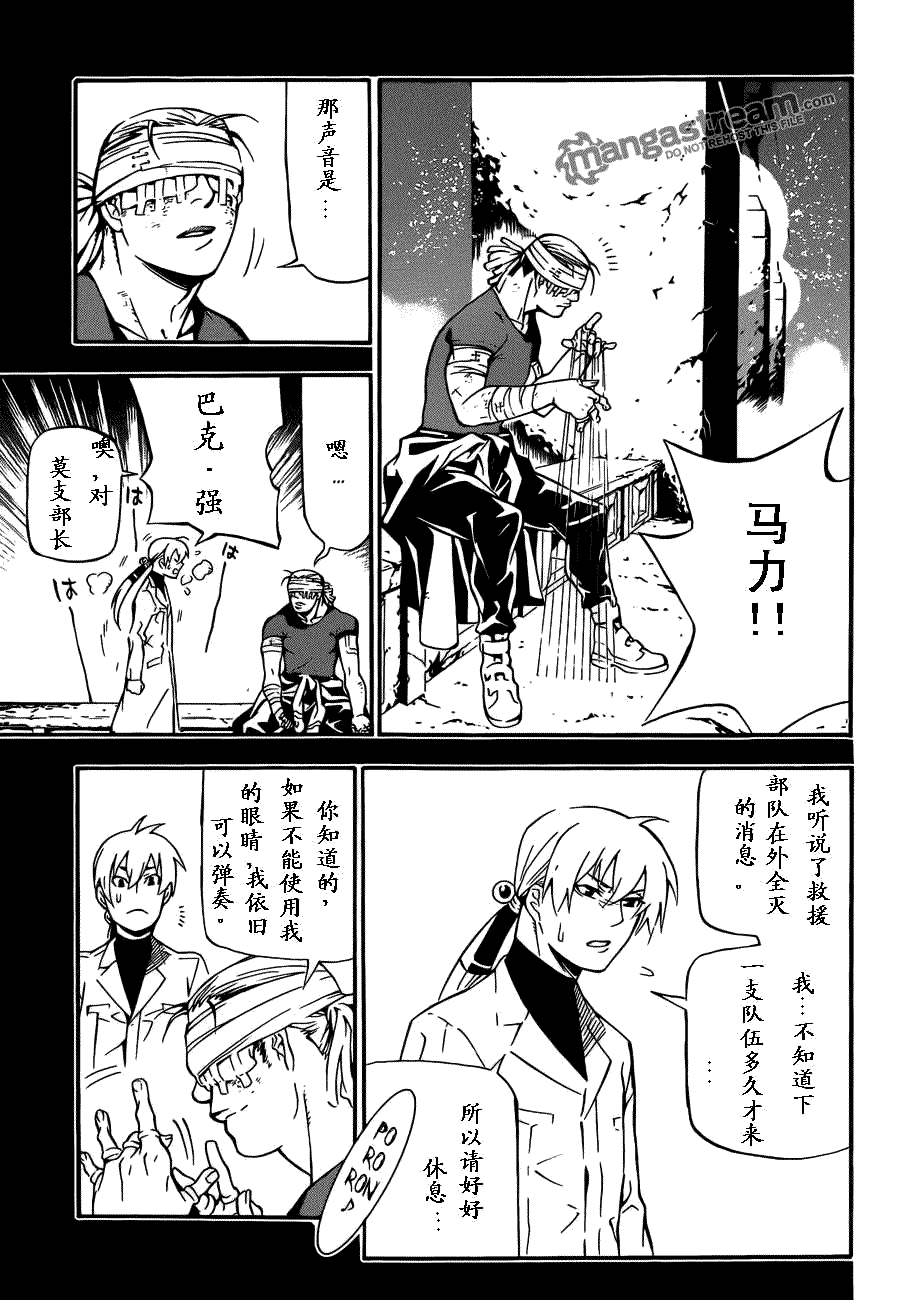 mangastream.com
DO NOT REHOST THIS FILE
马力!!
那声音是…
嗯…
巴克·强
噢,对
莫支部长
は
は
は
我听说了救援
部队在外全灭
的消息。
我…不知道下
一支队伍多久才来
…
所以请好好
休息…
你知道的,
如果不能使用我
的眼睛,我依旧
可以弹奏。
PO
RO
RON♪